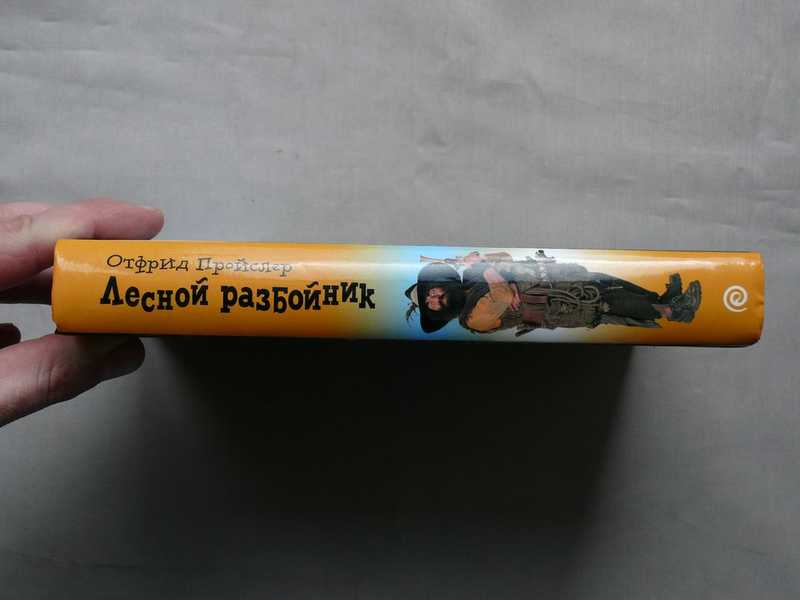 Отфрид Пройслер
Лесной разбойник